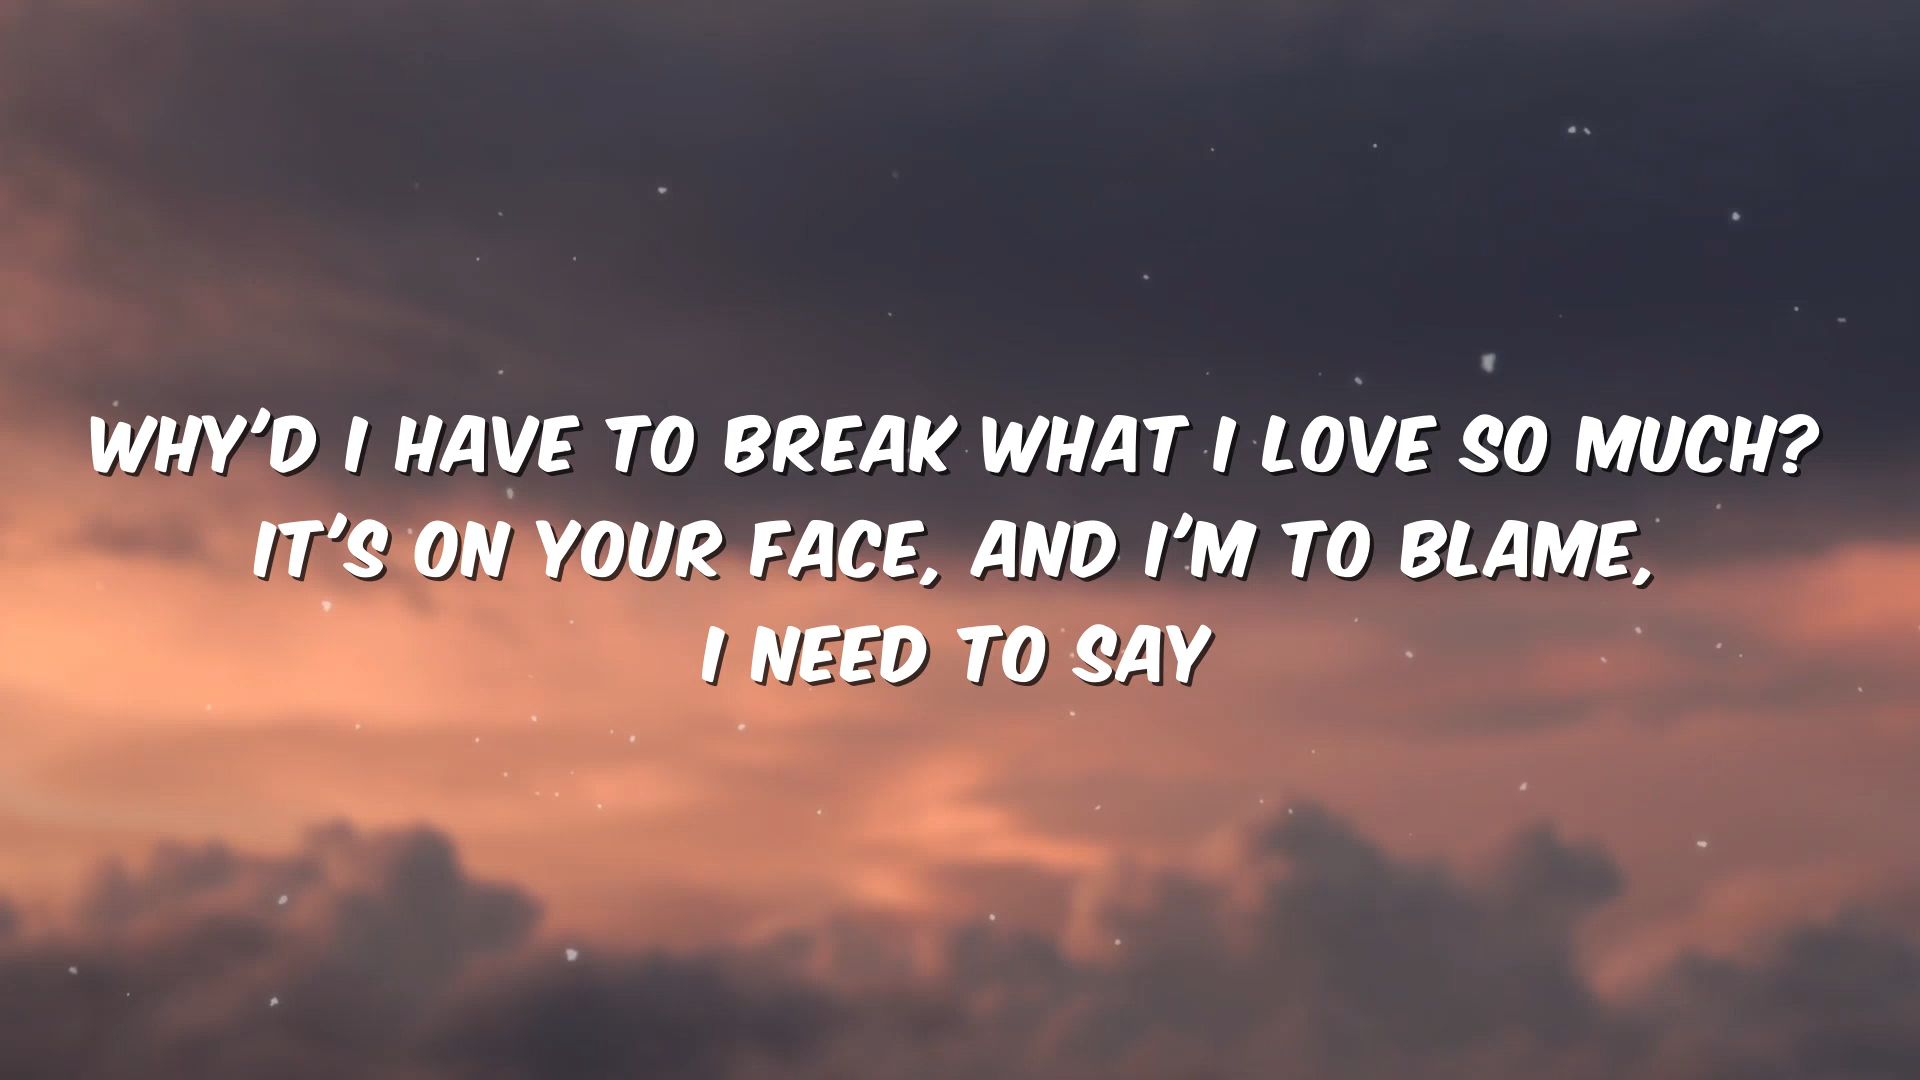 WHY'D I HAVE TO BREAK WHAT I LOVE SO MUCH?
IT'S ON YOUR FACE, AND I'M TO BLAME,
I NEED TO SAY